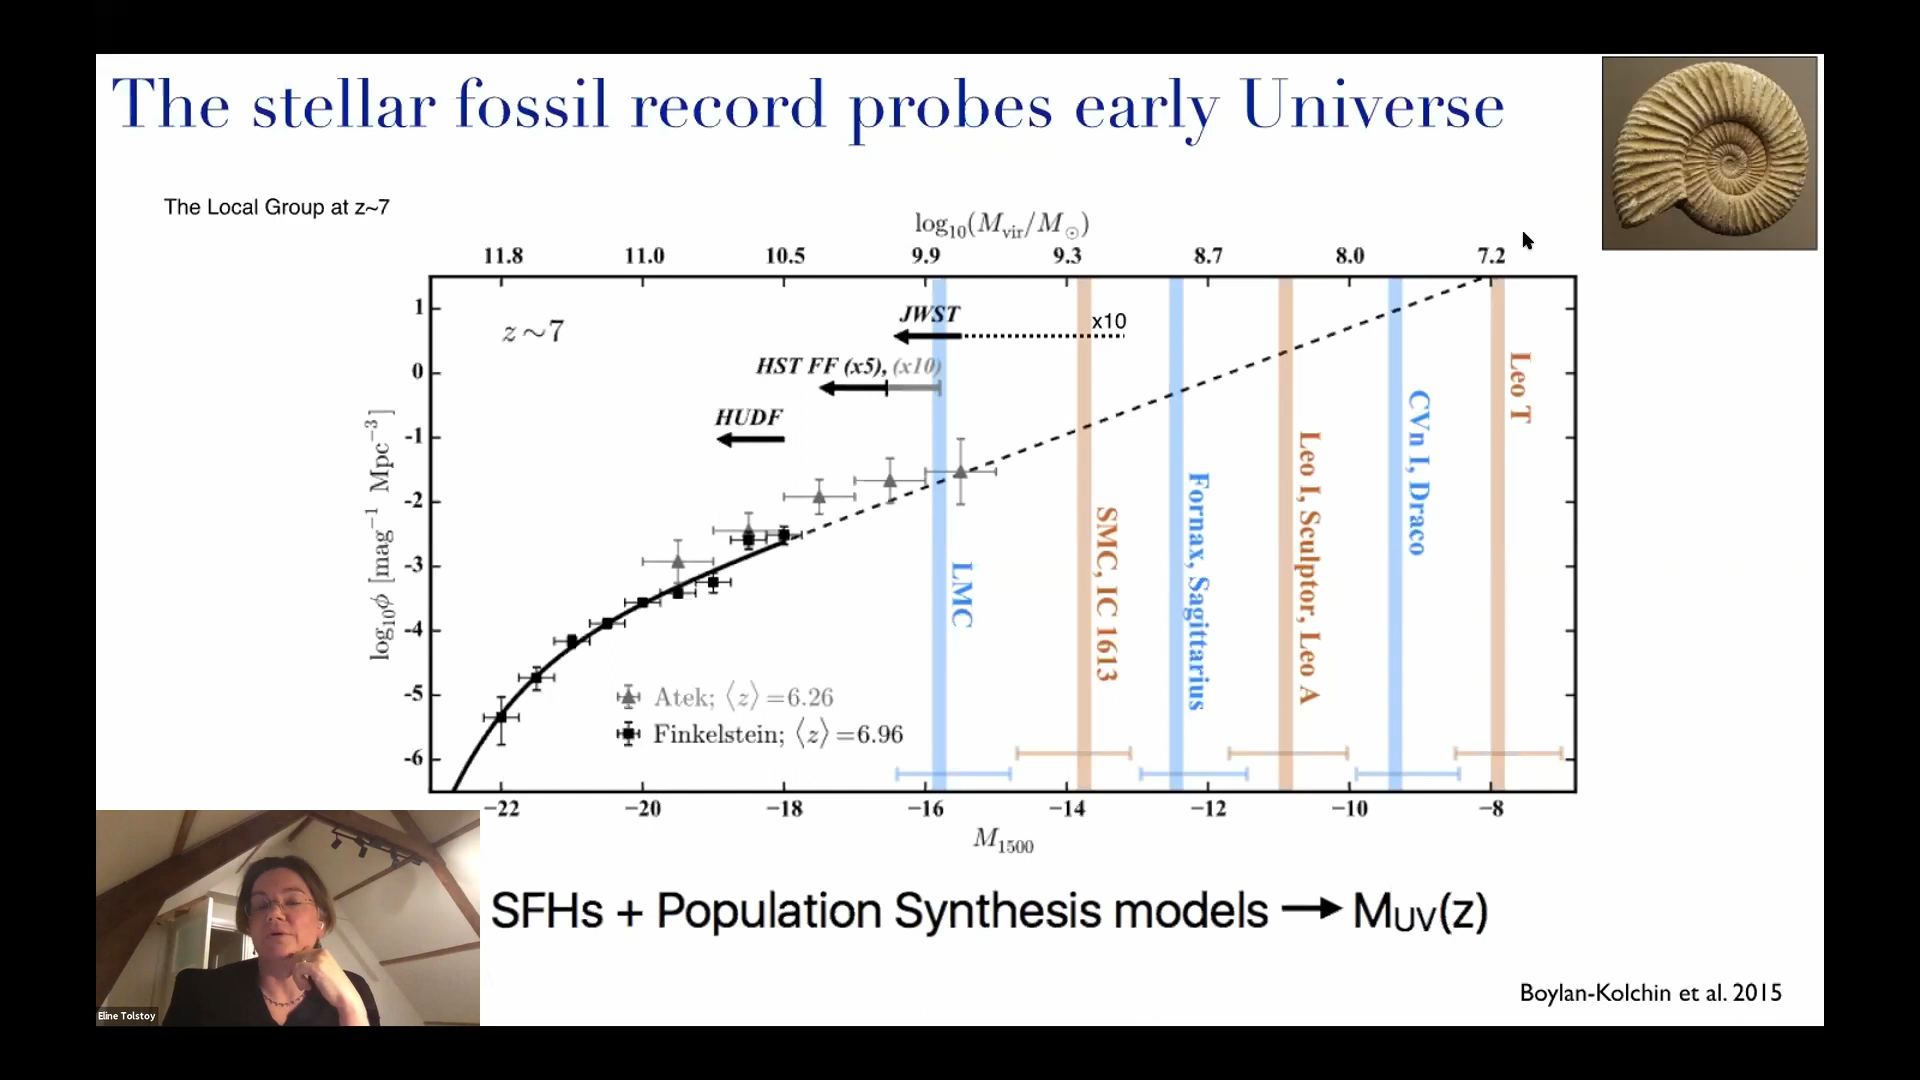 The stellar fossil record probes early Universe
The Local Group at z~7
log₁₀(M_vir/M_⊙)
11.8 11.0 10.5 9.9 9.3 8.7 8.0 7.2
z∼7
JWST
x10
HST FF (x5), (x10)
HUDF
1
0
-1
-2
-3
-4
-5
-6
log₁₀ϕ [mag⁻¹ Mpc⁻³]
LMC
SMC, IC 1613
Fornax, Sagittarius
Leo I, Sculptor, Leo A
CVn I, Draco
Leo T
Atek; ⟨z⟩=6.26
Finkelstein; ⟨z⟩=6.96
−22 −20 −18 −16 −14 −12 −10 −8
M₁₅₀₀
SFHs + Population Synthesis models → M_UV(z)
Boylan-Kolchin et al. 2015
Eline Tolstoy